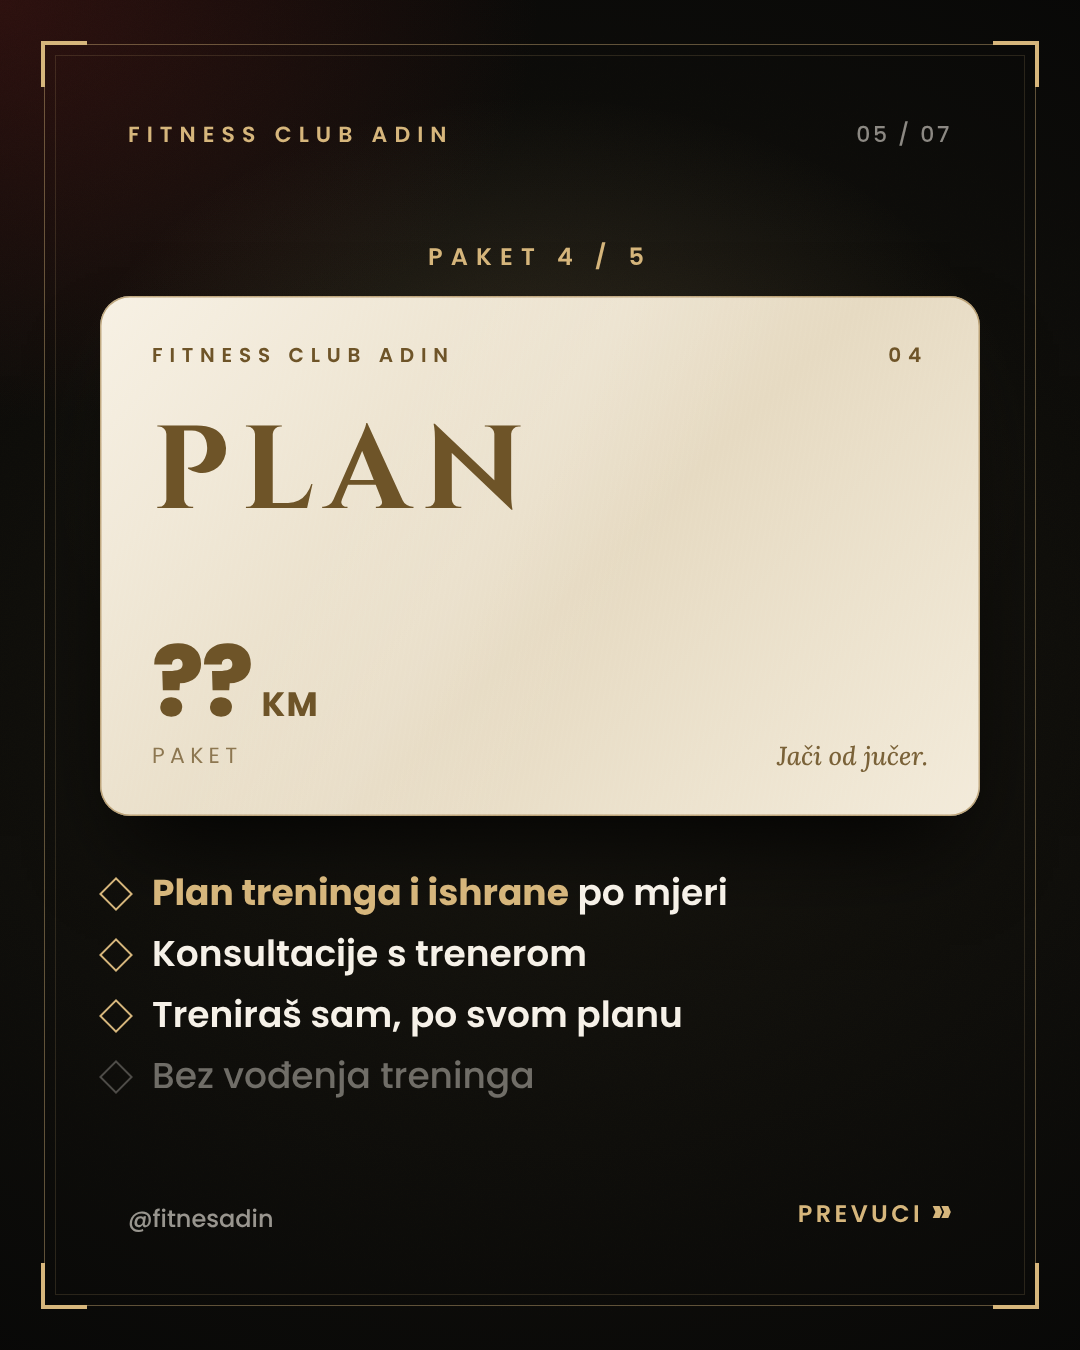 FITNESS CLUB ADIN
05 / 07
PAKET 4 / 5
FITNESS CLUB ADIN
04
PLAN
?? KM
PAKET
Jači od jučer.
Plan treninga i ishrane po mjeri
Konsultacije s trenerom
Treniraš sam, po svom planu
Bez vođenja treninga
@fitnesadin
PREVUCI »